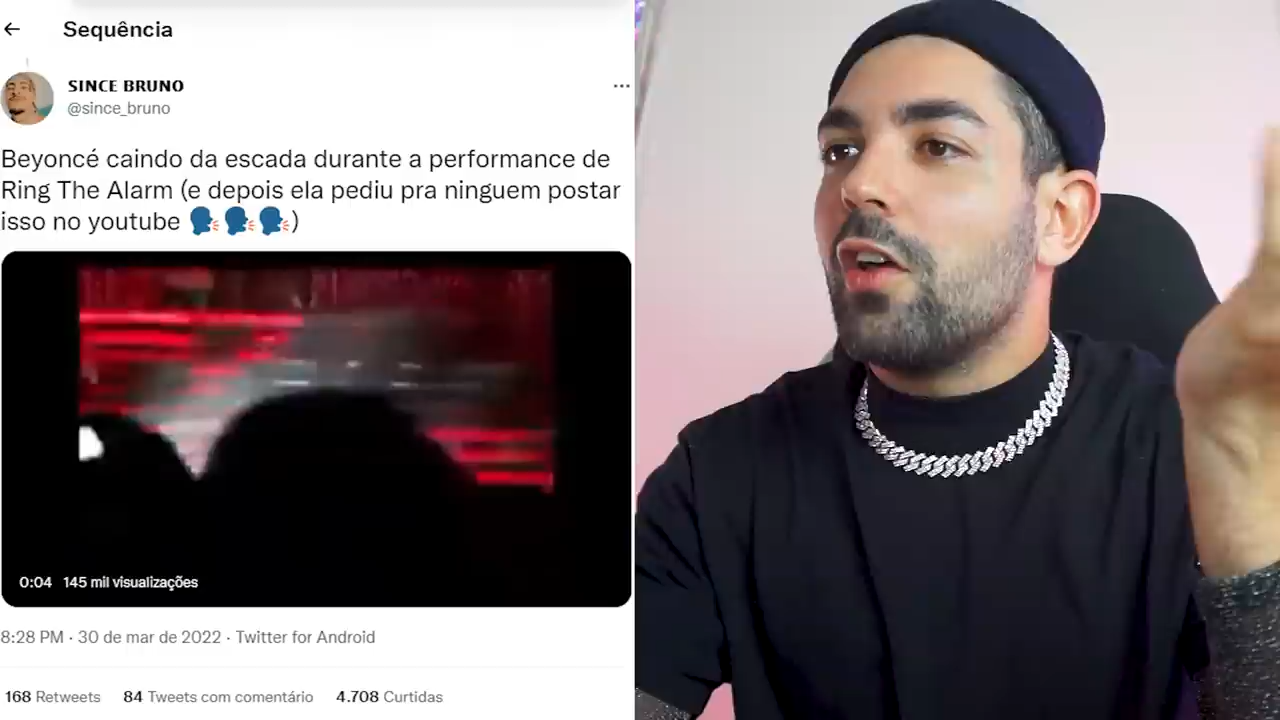 Sequência
SINCE BRUNO
@since_bruno
Beyoncé caindo da escada durante a performance de
Ring The Alarm (e depois ela pediu pra ninguem postar
isso no youtube 🗣️🗣️🗣️)
0:04 145 mil visualizações
8:28 PM · 30 de mar de 2022 · Twitter for Android
168 Retweets 84 Tweets com comentário 4.708 Curtidas